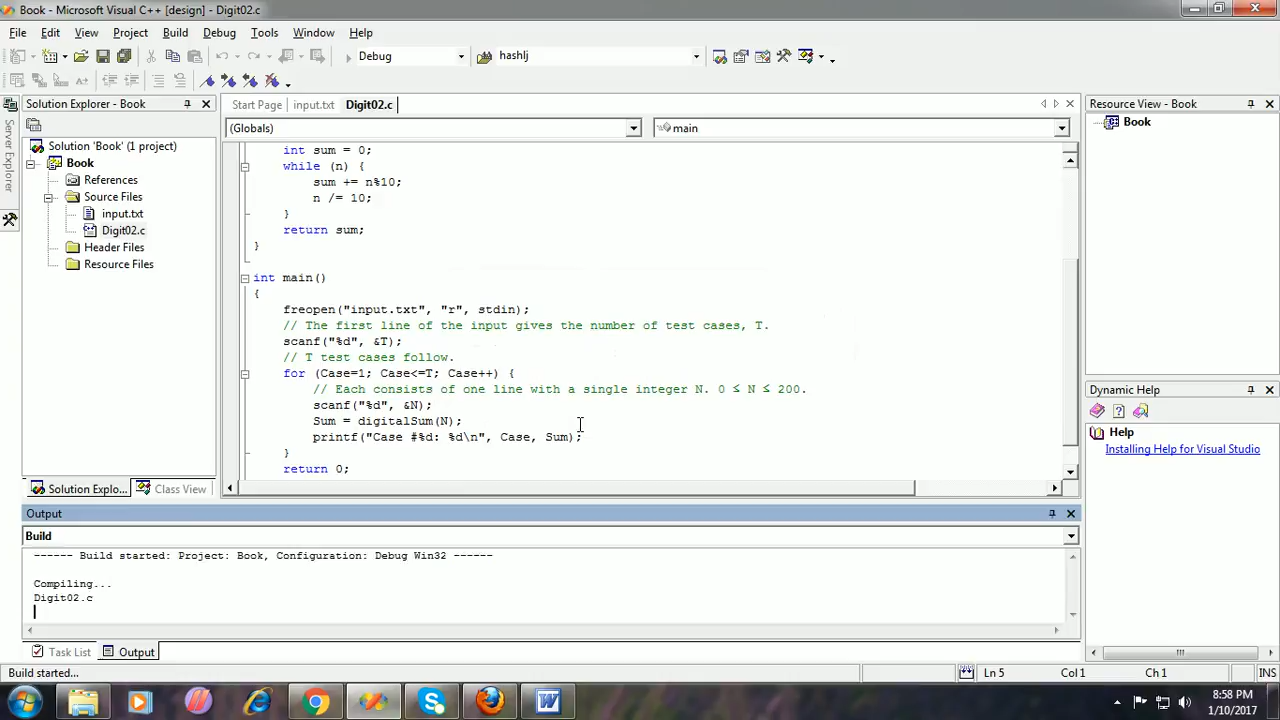 Book - Microsoft Visual C++ [design] - Digit02.c
File Edit View Project Build Debug Tools Window Help
Debug hashlj
Solution Explorer - Book
Start Page input.txt Digit02.c
Resource View - Book
(Globals) main
Server Explorer
Solution 'Book' (1 project)
Book
References
Source Files
input.txt
Digit02.c
Header Files
Resource Files
Book
int sum = 0;
while (n) {
sum += n%10;
n /= 10;
}
return sum;
}
int main()
{
freopen("input.txt", "r", stdin);
// The first line of the input gives the number of test cases, T.
scanf("%d", &T);
// T test cases follow.
for (Case=1; Case<=T; Case++) {
// Each consists of one line with a single integer N. 0 ≤ N ≤ 200.
scanf("%d", &N);
Sum = digitalSum(N);
printf("Case #%d: %d\n", Case, Sum);
}
return 0;
Dynamic Help
Help
Installing Help for Visual Studio
Solution Explo... Class View
Output
Build
------ Build started: Project: Book, Configuration: Debug Win32 ------
Compiling...
Digit02.c
Task List Output
Build started... Ln 5 Col 1 Ch 1 INS
8:58 PM
1/10/2017